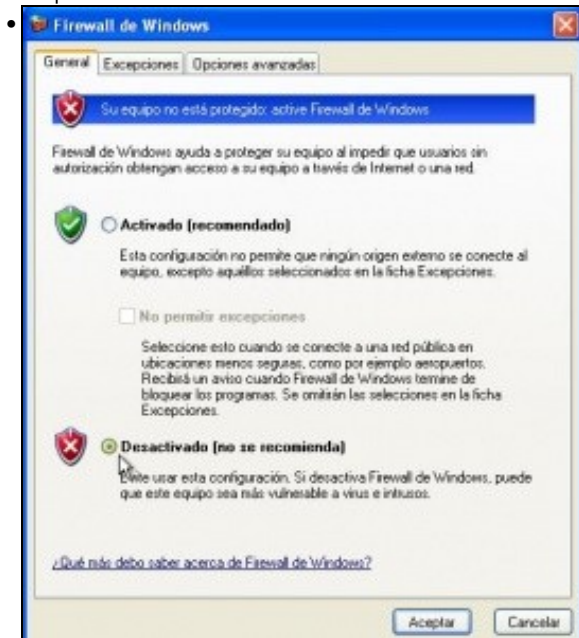 Firewall de Windows
General Excepciones Opciones avanzadas
Su equipo no está protegido: active Firewall de Windows
Firewall de Windows ayuda a proteger su equipo al impedir que usuarios sin
autorización obtengan acceso a su equipo a través de Internet o una red.
Activado (recomendado)
Esta configuración no permite que ningún origen externo se conecte al
equipo, excepto aquéllos seleccionados en la ficha Excepciones.
No permitir excepciones
Seleccione esto cuando se conecte a una red pública en
ubicaciones menos seguras, como por ejemplo aeropuertos.
Recibirá un aviso cuando Firewall de Windows termine de
bloquear los programas. Se omitirán las selecciones en la ficha
Excepciones.
Desactivado (no se recomienda)
Evite usar esta configuración. Si desactiva Firewall de Windows, puede
que este equipo sea más vulnerable a virus e intrusos.
¿Qué más debo saber acerca de Firewall de Windows?
Aceptar Cancelar